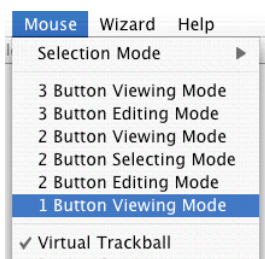 Mouse Wizard Help
Selection Mode
3 Button Viewing Mode
3 Button Editing Mode
2 Button Viewing Mode
2 Button Selecting Mode
2 Button Editing Mode
1 Button Viewing Mode
✓ Virtual Trackball